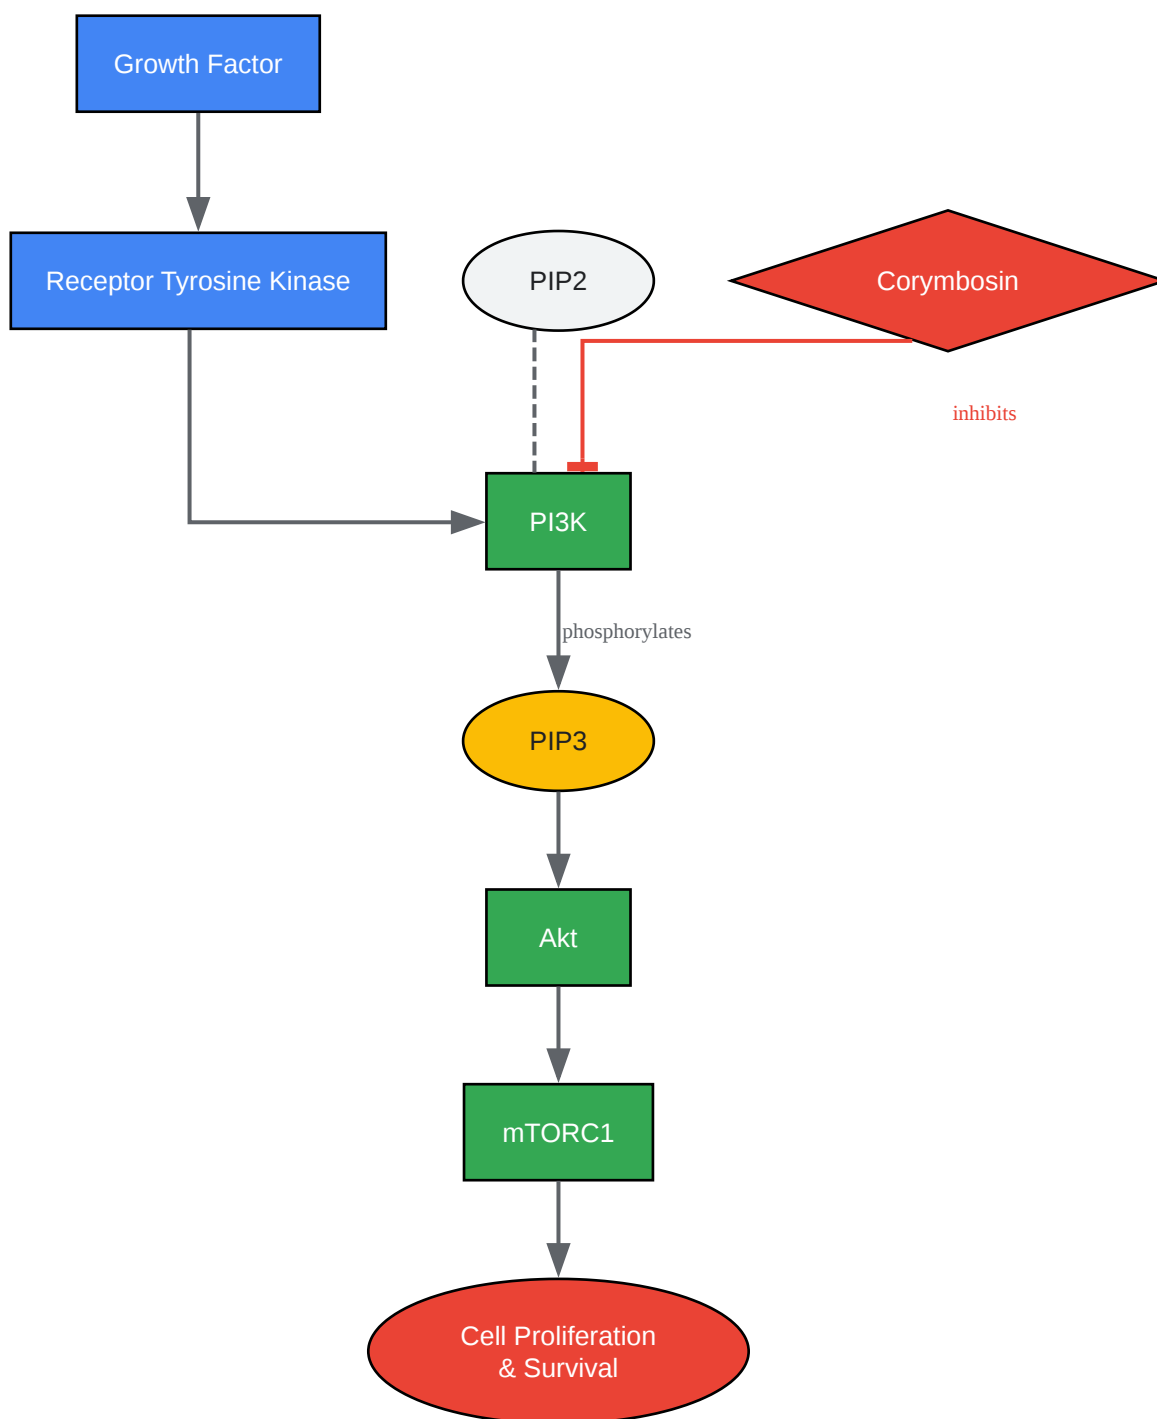 Growth Factor
Receptor Tyrosine Kinase
PIP2
Corymbosin
inhibits
PI3K
phosphorylates
PIP3
Akt
mTORC1
Cell Proliferation
& Survival